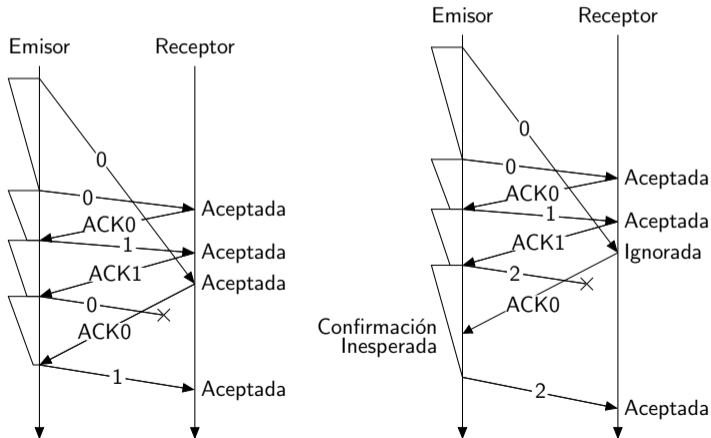 Emisor
Receptor
0
0
Aceptada
ACK0
1
Aceptada
ACK1
Aceptada
0
ACK0
1
Aceptada
Emisor
Receptor
0
0
Aceptada
ACK0
1
Aceptada
ACK1
Ignorada
2
ACK0
Confirmación
Inesperada
2
Aceptada